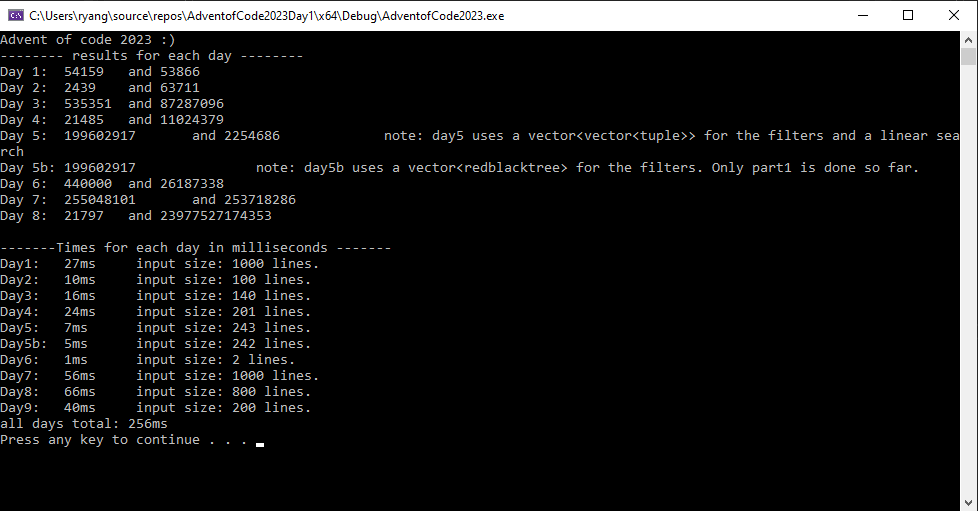 C:\Users\ryang\source\repos\AdventofCode2023Day1\x64\Debug\AdventofCode2023.exe
Advent of code 2023 :)
-------- results for each day --------
Day 1:  54159   and 53866
Day 2:  2439    and 63711
Day 3:  535351  and 87287096
Day 4:  21485   and 11024379
Day 5:  199602917       and 2254686             note: day5 uses a vector<vector<tuple>> for the filters and a linear sea
rch
Day 5b: 199602917               note: day5b uses a vector<redblacktree> for the filters. Only part1 is done so far.
Day 6:  440000  and 26187338
Day 7:  255048101       and 253718286
Day 8:  21797   and 23977527174353
-------Times for each day in milliseconds -------
Day1:   27ms     input size: 1000 lines.
Day2:   10ms     input size: 100 lines.
Day3:   16ms     input size: 140 lines.
Day4:   24ms     input size: 201 lines.
Day5:   7ms      input size: 243 lines.
Day5b:  5ms      input size: 242 lines.
Day6:   1ms      input size: 2 lines.
Day7:   56ms     input size: 1000 lines.
Day8:   66ms     input size: 800 lines.
Day9:   40ms     input size: 200 lines.
all days total: 256ms
Press any key to continue . . .